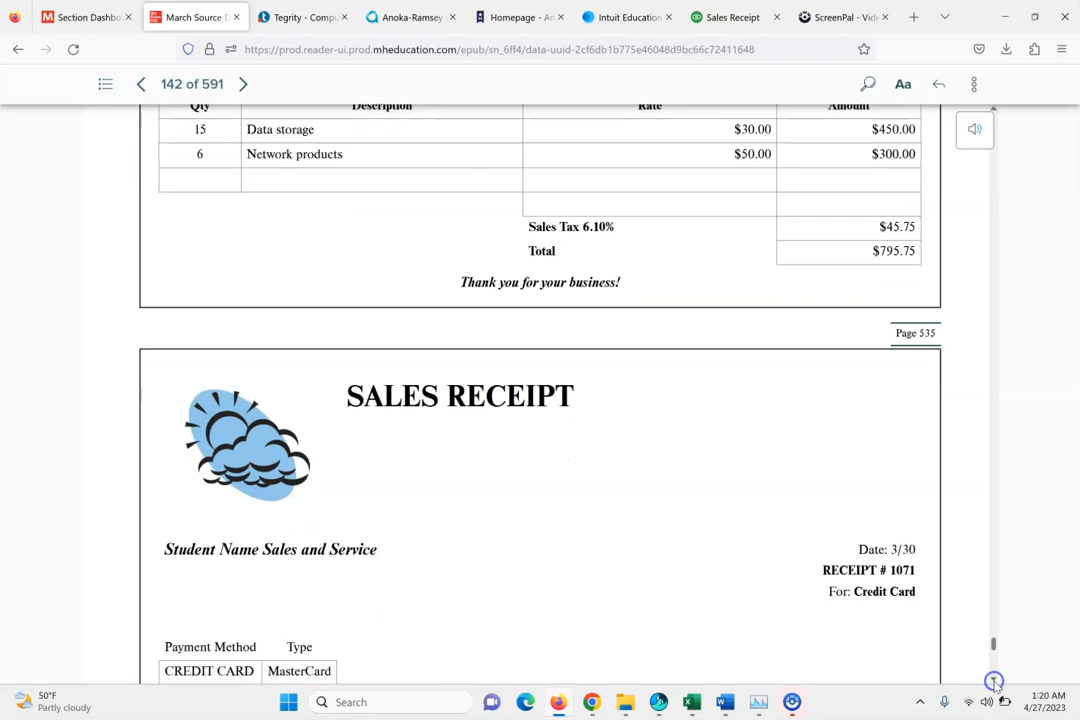 Section Dashbo
March Source D
Tegrity - Compu
Anoka-Ramsey
Homepage - An
Intuit Education
Sales Receipt
ScreenPal - Vide
https://prod.reader-ui.prod.mheducation.com/epub/sn_6ff4/data-uuid-2cf6db1b775e46048d9bc66c72411648
142 of 591
Aa
Qty Description Rate Amount
15 Data storage $30.00 $450.00
6 Network products $50.00 $300.00
Sales Tax 6.10% $45.75
Total $795.75
Thank you for your business!
Page 535
SALES RECEIPT
Student Name Sales and Service
Date: 3/30
RECEIPT # 1071
For: Credit Card
Payment Method Type
CREDIT CARD MasterCard
50°F
Partly cloudy
Search
1:20 AM
4/27/2023